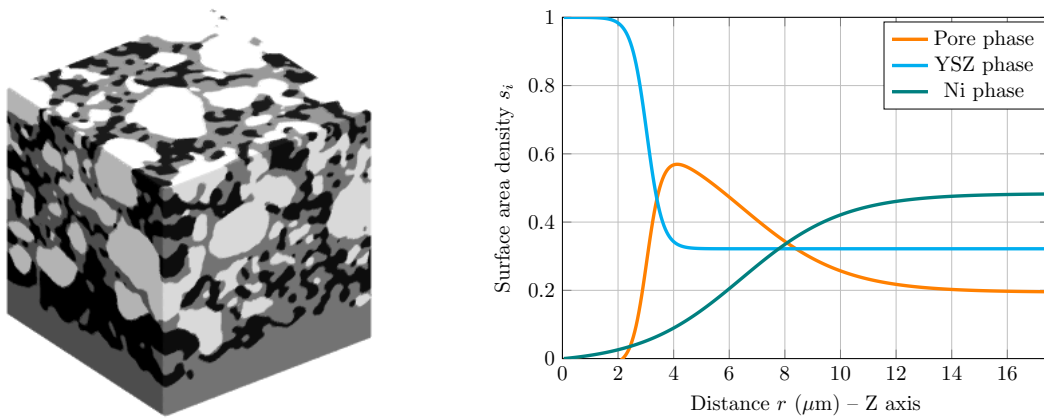 Pore phase
YSZ phase
Ni phase
Surface area density s_i
1
0.8
0.6
0.4
0.2
0
0 2 4 6 8 10 12 14 16
Distance r (μm) – Z axis